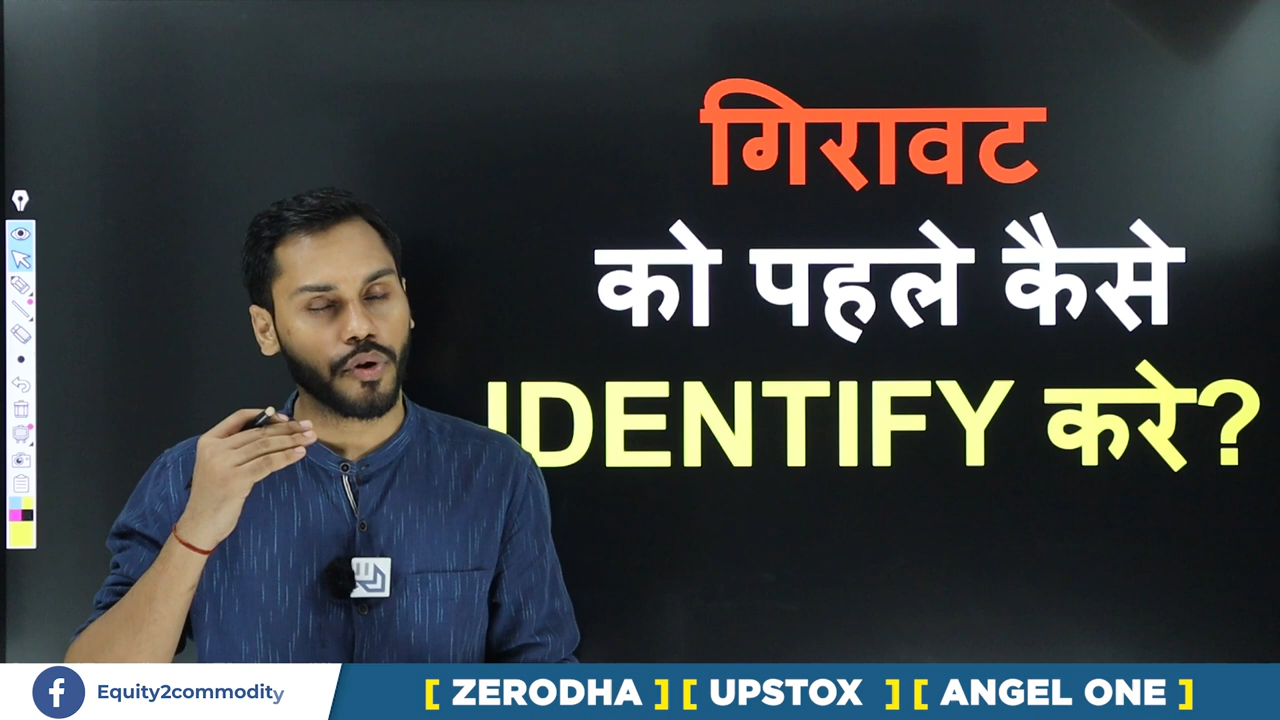 गिरावट
को पहले कैसे
IDENTIFY करे?
Equity2commodity
[ ZERODHA ] [ UPSTOX ] [ ANGEL ONE ]